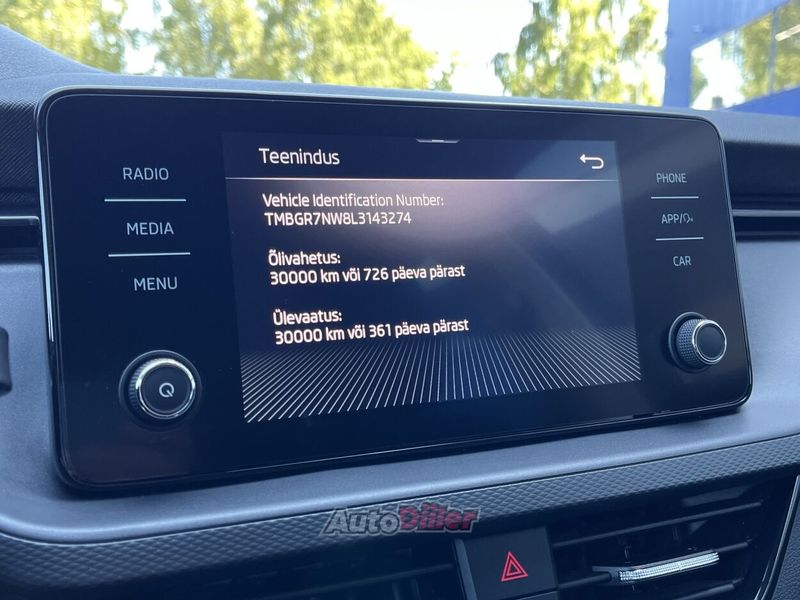 Teenindus
Vehicle Identification Number:
TMBGR7NW8L3143274
Õlivahetus:
30000 km või 726 päeva pärast
Ülevaatus:
30000 km või 361 päeva pärast
RADIO
MEDIA
MENU
PHONE
APP/
CAR
AutoDiiler